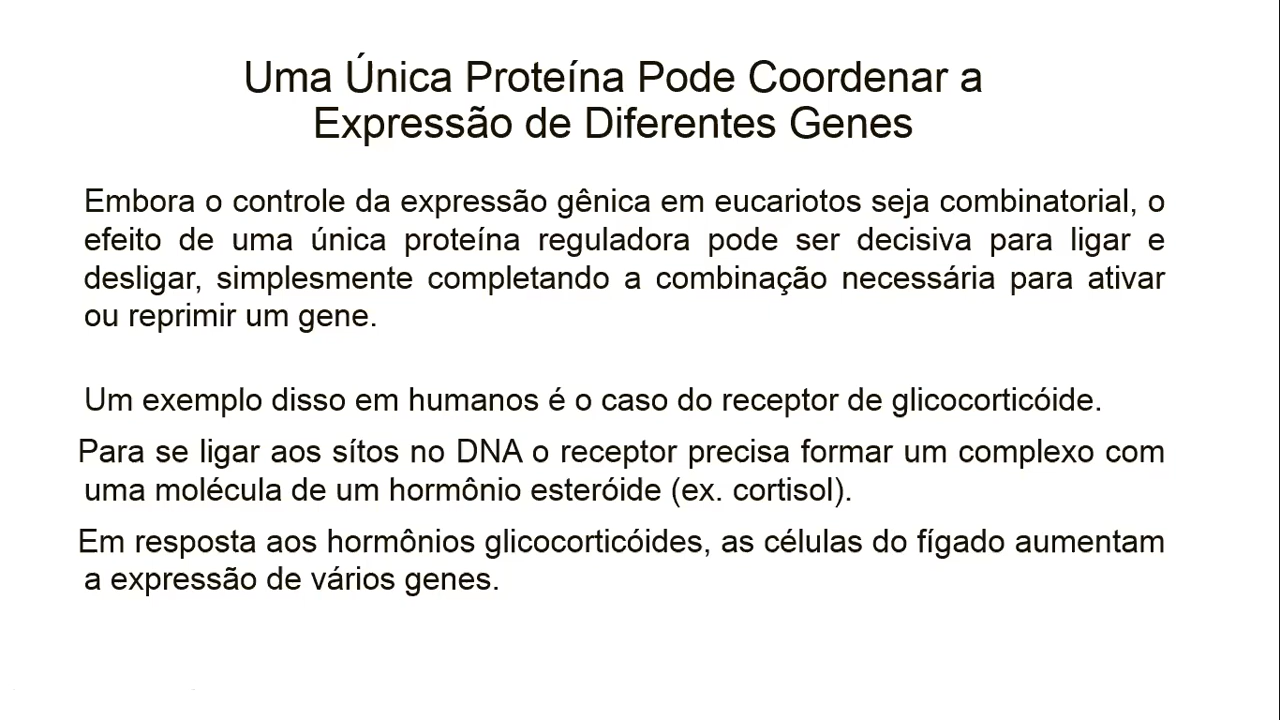 Uma Única Proteína Pode Coordenar a
Expressão de Diferentes Genes
Embora o controle da expressão gênica em eucariotos seja combinatorial, o
efeito de uma única proteína reguladora pode ser decisiva para ligar e
desligar, simplesmente completando a combinação necessária para ativar
ou reprimir um gene.
Um exemplo disso em humanos é o caso do receptor de glicocorticóide.
Para se ligar aos sítos no DNA o receptor precisa formar um complexo com
uma molécula de um hormônio esteróide (ex. cortisol).
Em resposta aos hormônios glicocorticóides, as células do fígado aumentam
a expressão de vários genes.